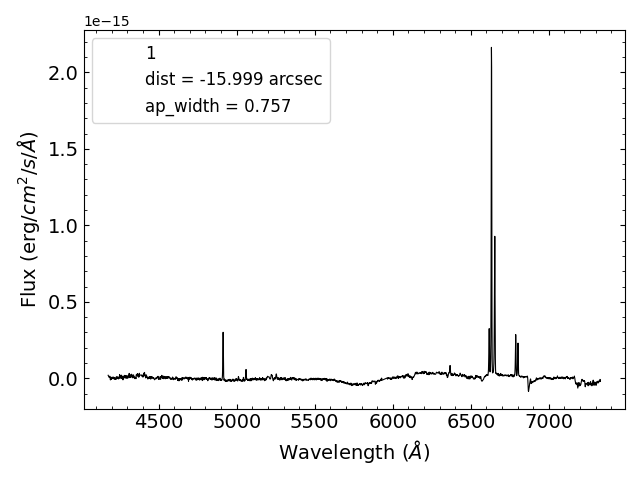 1e−15
1
dist = -15.999 arcsec
ap_width = 0.757
2.0
1.5
1.0
0.5
0.0
Flux (erg/cm²/s/Å)
4500 5000 5500 6000 6500 7000
Wavelength (Å)